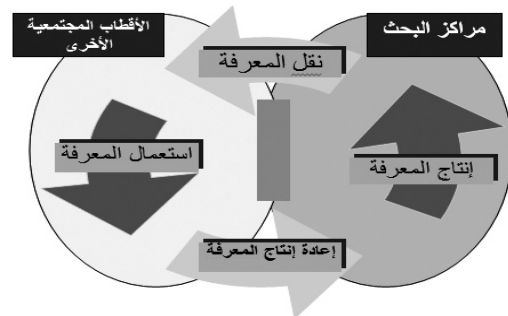 مراكز البحث
الأقطاب المجتمعية
الأخرى
نقل المعرفة
استعمال المعرفة
إنتاج المعرفة
إعادة إنتاج المعرفة